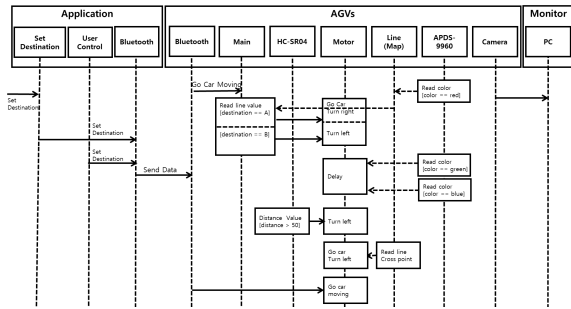 Application
AGVs
Monitor
Set
Destination
User
Control
Bluetooth
Bluetooth
Main
HC-SR04
Motor
Line
(Map)
APDS-
9960
Camera
PC
Go Car Moving
Read color
[color == red]
Set
Destination
Read line value
[destination == A]
Go Car
Turn right
Set
Destination
[destination == B]
Turn left
Set
Destination
Send Data
Delay
Read color
[color == green]
Read color
[color == blue]
Distance Value
[distance > 50]
Turn left
Go car
Turn left
Read line
Cross point
Go car
moving